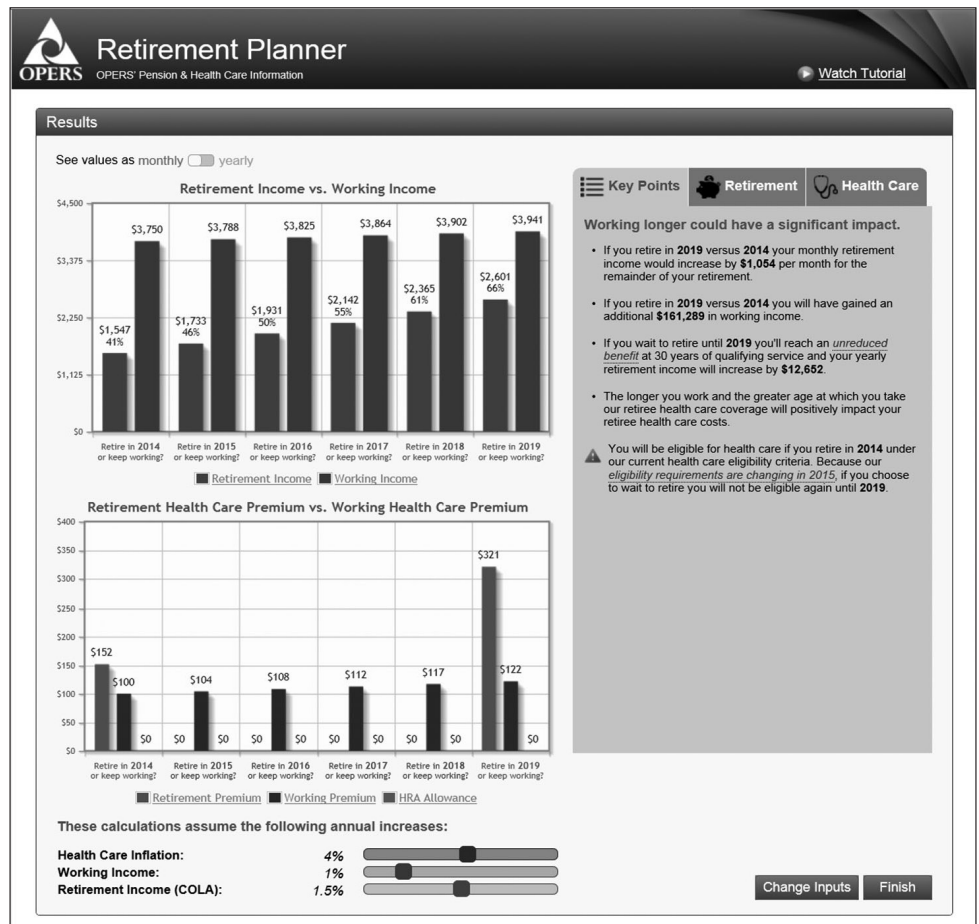 OPERS
Retirement Planner
OPERS' Pension & Health Care Information
Watch Tutorial
Results
See values as monthly yearly
Retirement Income vs. Working Income
$4,500
$3,375
$2,250
$1,125
$0
$1,547
41%
$3,750
$1,733
46%
$3,788
$1,931
50%
$3,825
$2,142
55%
$3,864
$2,365
61%
$3,902
$2,601
66%
$3,941
Retire in 2014 Retire in 2015 Retire in 2016 Retire in 2017 Retire in 2018 Retire in 2019
or keep working? or keep working? or keep working? or keep working? or keep working? or keep working?
Retirement Income Working Income
Retirement Health Care Premium vs. Working Health Care Premium
$400
$350
$300
$250
$200
$150
$100
$50
$0
$152
$100
$0
$0
$104
$0
$0
$108
$0
$0
$112
$0
$0
$117
$0
$321
$122
$0
Retire in 2014 Retire in 2015 Retire in 2016 Retire in 2017 Retire in 2018 Retire in 2019
or keep working? or keep working? or keep working? or keep working? or keep working? or keep working?
Retirement Premium Working Premium HRA Allowance
These calculations assume the following annual increases:
Health Care Inflation: 4%
Working Income: 1%
Retirement Income (COLA): 1.5%
Key Points Retirement Health Care
Working longer could have a significant impact.
• If you retire in 2019 versus 2014 your monthly retirement
income would increase by $1,054 per month for the
remainder of your retirement.
• If you retire in 2019 versus 2014 you will have gained an
additional $161,289 in working income.
• If you wait to retire until 2019 you'll reach an unreduced
benefit at 30 years of qualifying service and your yearly
retirement income will increase by $12,652.
• The longer you work and the greater age at which you take
our retiree health care coverage will positively impact your
retiree health care costs.
You will be eligible for health care if you retire in 2014 under
our current health care eligibility criteria. Because our
eligibility requirements are changing in 2015, if you choose
to wait to retire you will not be eligible again until 2019.
Change Inputs Finish